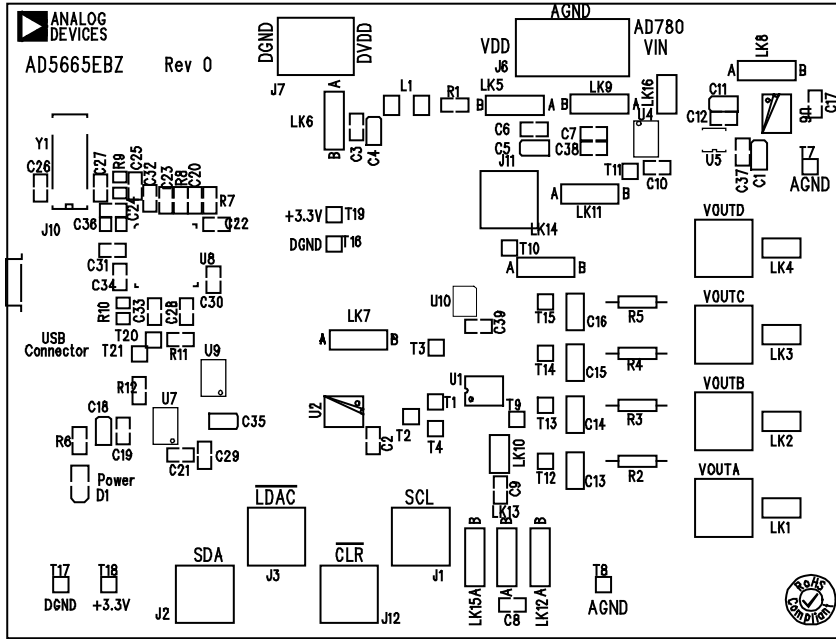 ANALOG
DEVICES
AD5665EBZ Rev 0
DGND
DVDD
J7
AGND
VDD
J6
AD780
VIN
LK8
A
B
Y1
C26
C27
R9
C25
C32
C23
R8
C20
R7
C24
C36
C22
J10
LK6
A
B
C3
C4
L1
R1
LK5
B
A
LK9
B
A
LK16
U4
C6
C5
C7
C38
C10
T11
C11
C12
U5
C37
C1
U6
C17
T7
AGND
J11
LK14
A
B
LK11
T10
A
B
+3.3V
T19
DGND
T16
C31
C34
U8
C30
R10
C33
C28
T20
T21
R11
USB
Connector
U9
R12
U7
C18
C19
R6
C35
C21
C29
Power
D1
LK7
A
B
U10
C39
T3
U1
T1
T2
T4
T9
U2
C2
LK10
C9
LK13
T15
C16
R5
T14
C15
R4
T13
C14
R3
T12
C13
R2
VOUTD
LK4
VOUTC
LK3
VOUTB
LK2
VOUTA
LK1
LDAC
J3
SCL
J1
SDA
J2
CLR
J12
B
B
B
LK15
A
A
C8
LK12
A
T17
DGND
T18
+3.3V
T8
AGND
RoHS
Compliant